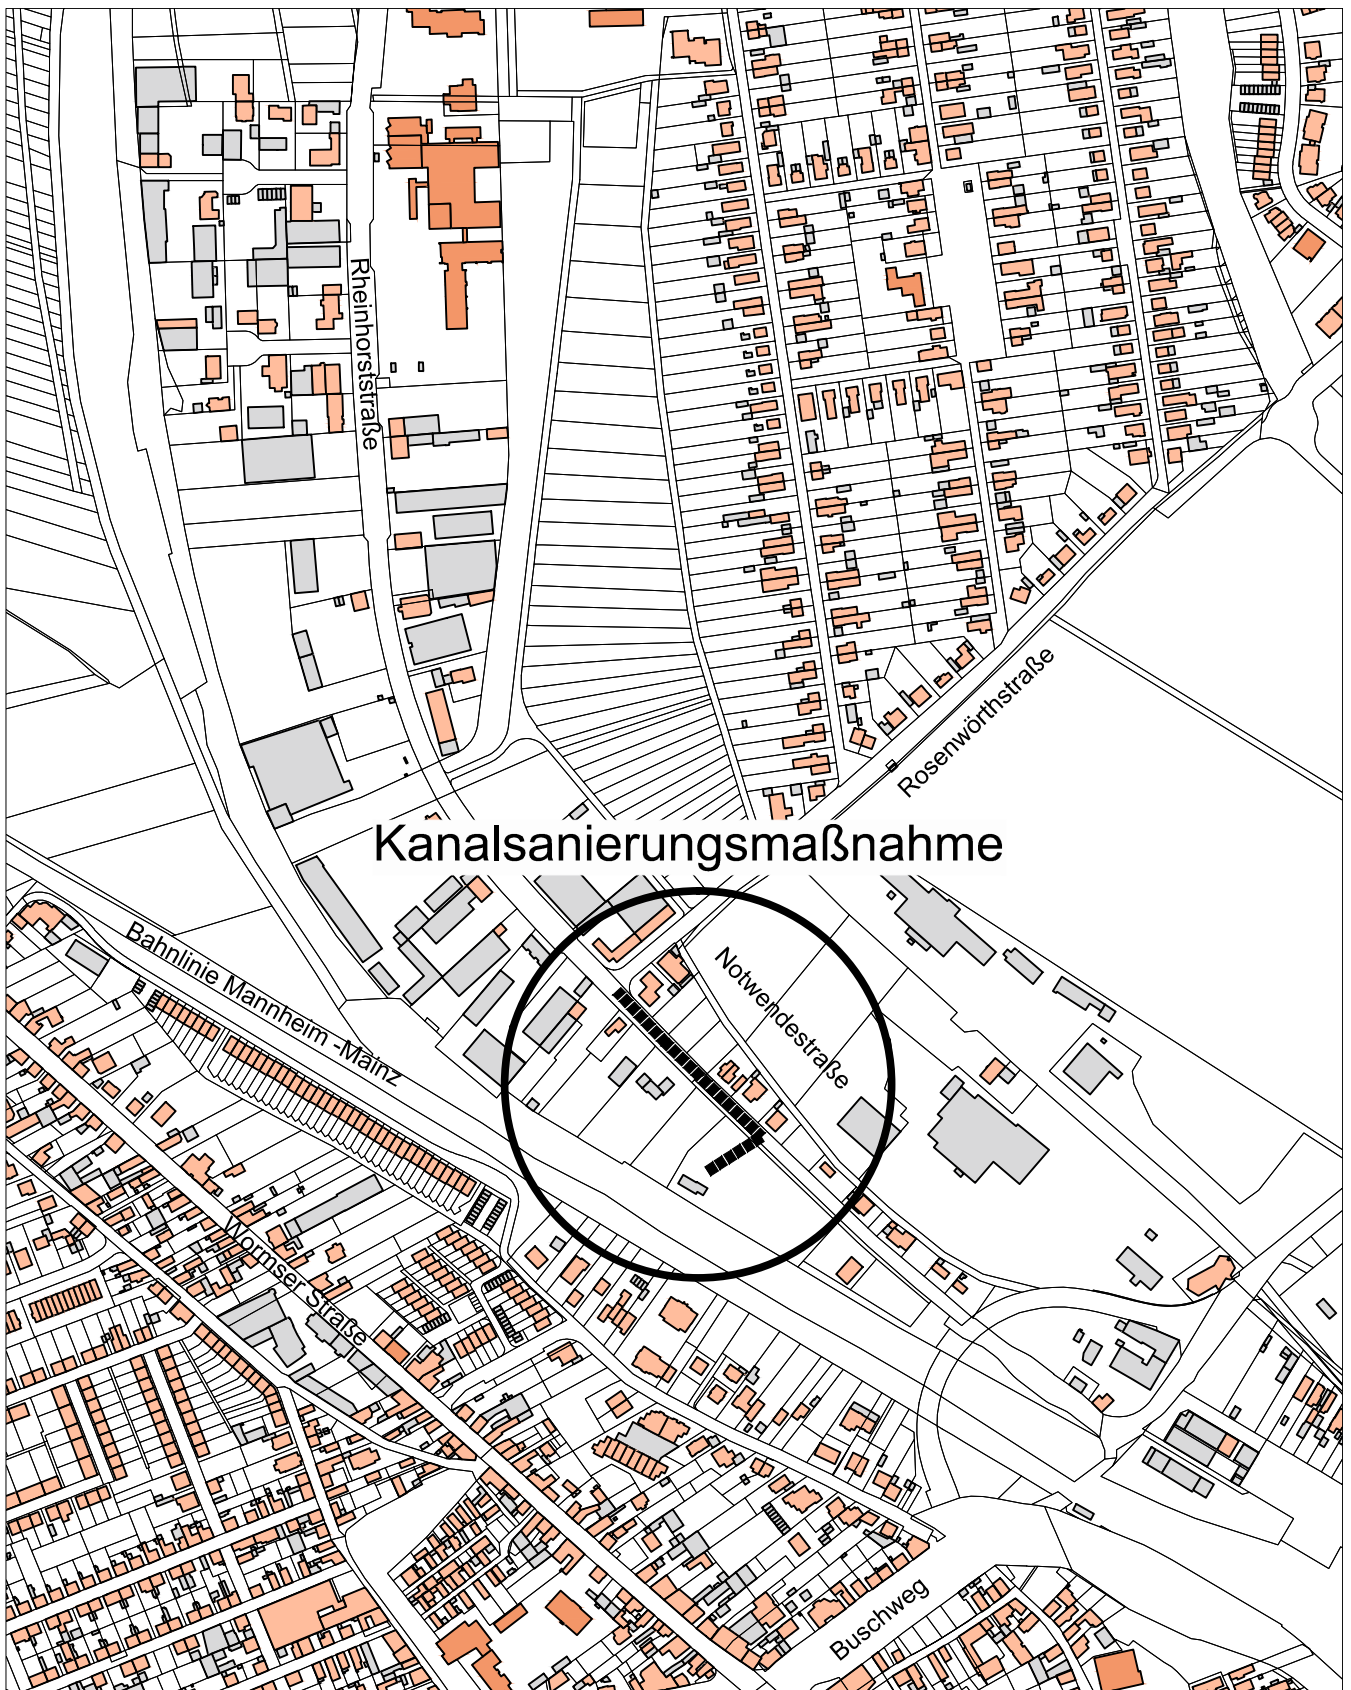 Rheinhorststraße
Rosenwörthstraße
Kanalsanierungsmaßnahme
Bahnlinie Mannheim -Mainz
Notwendestraße
Wormser Straße
Buschweg